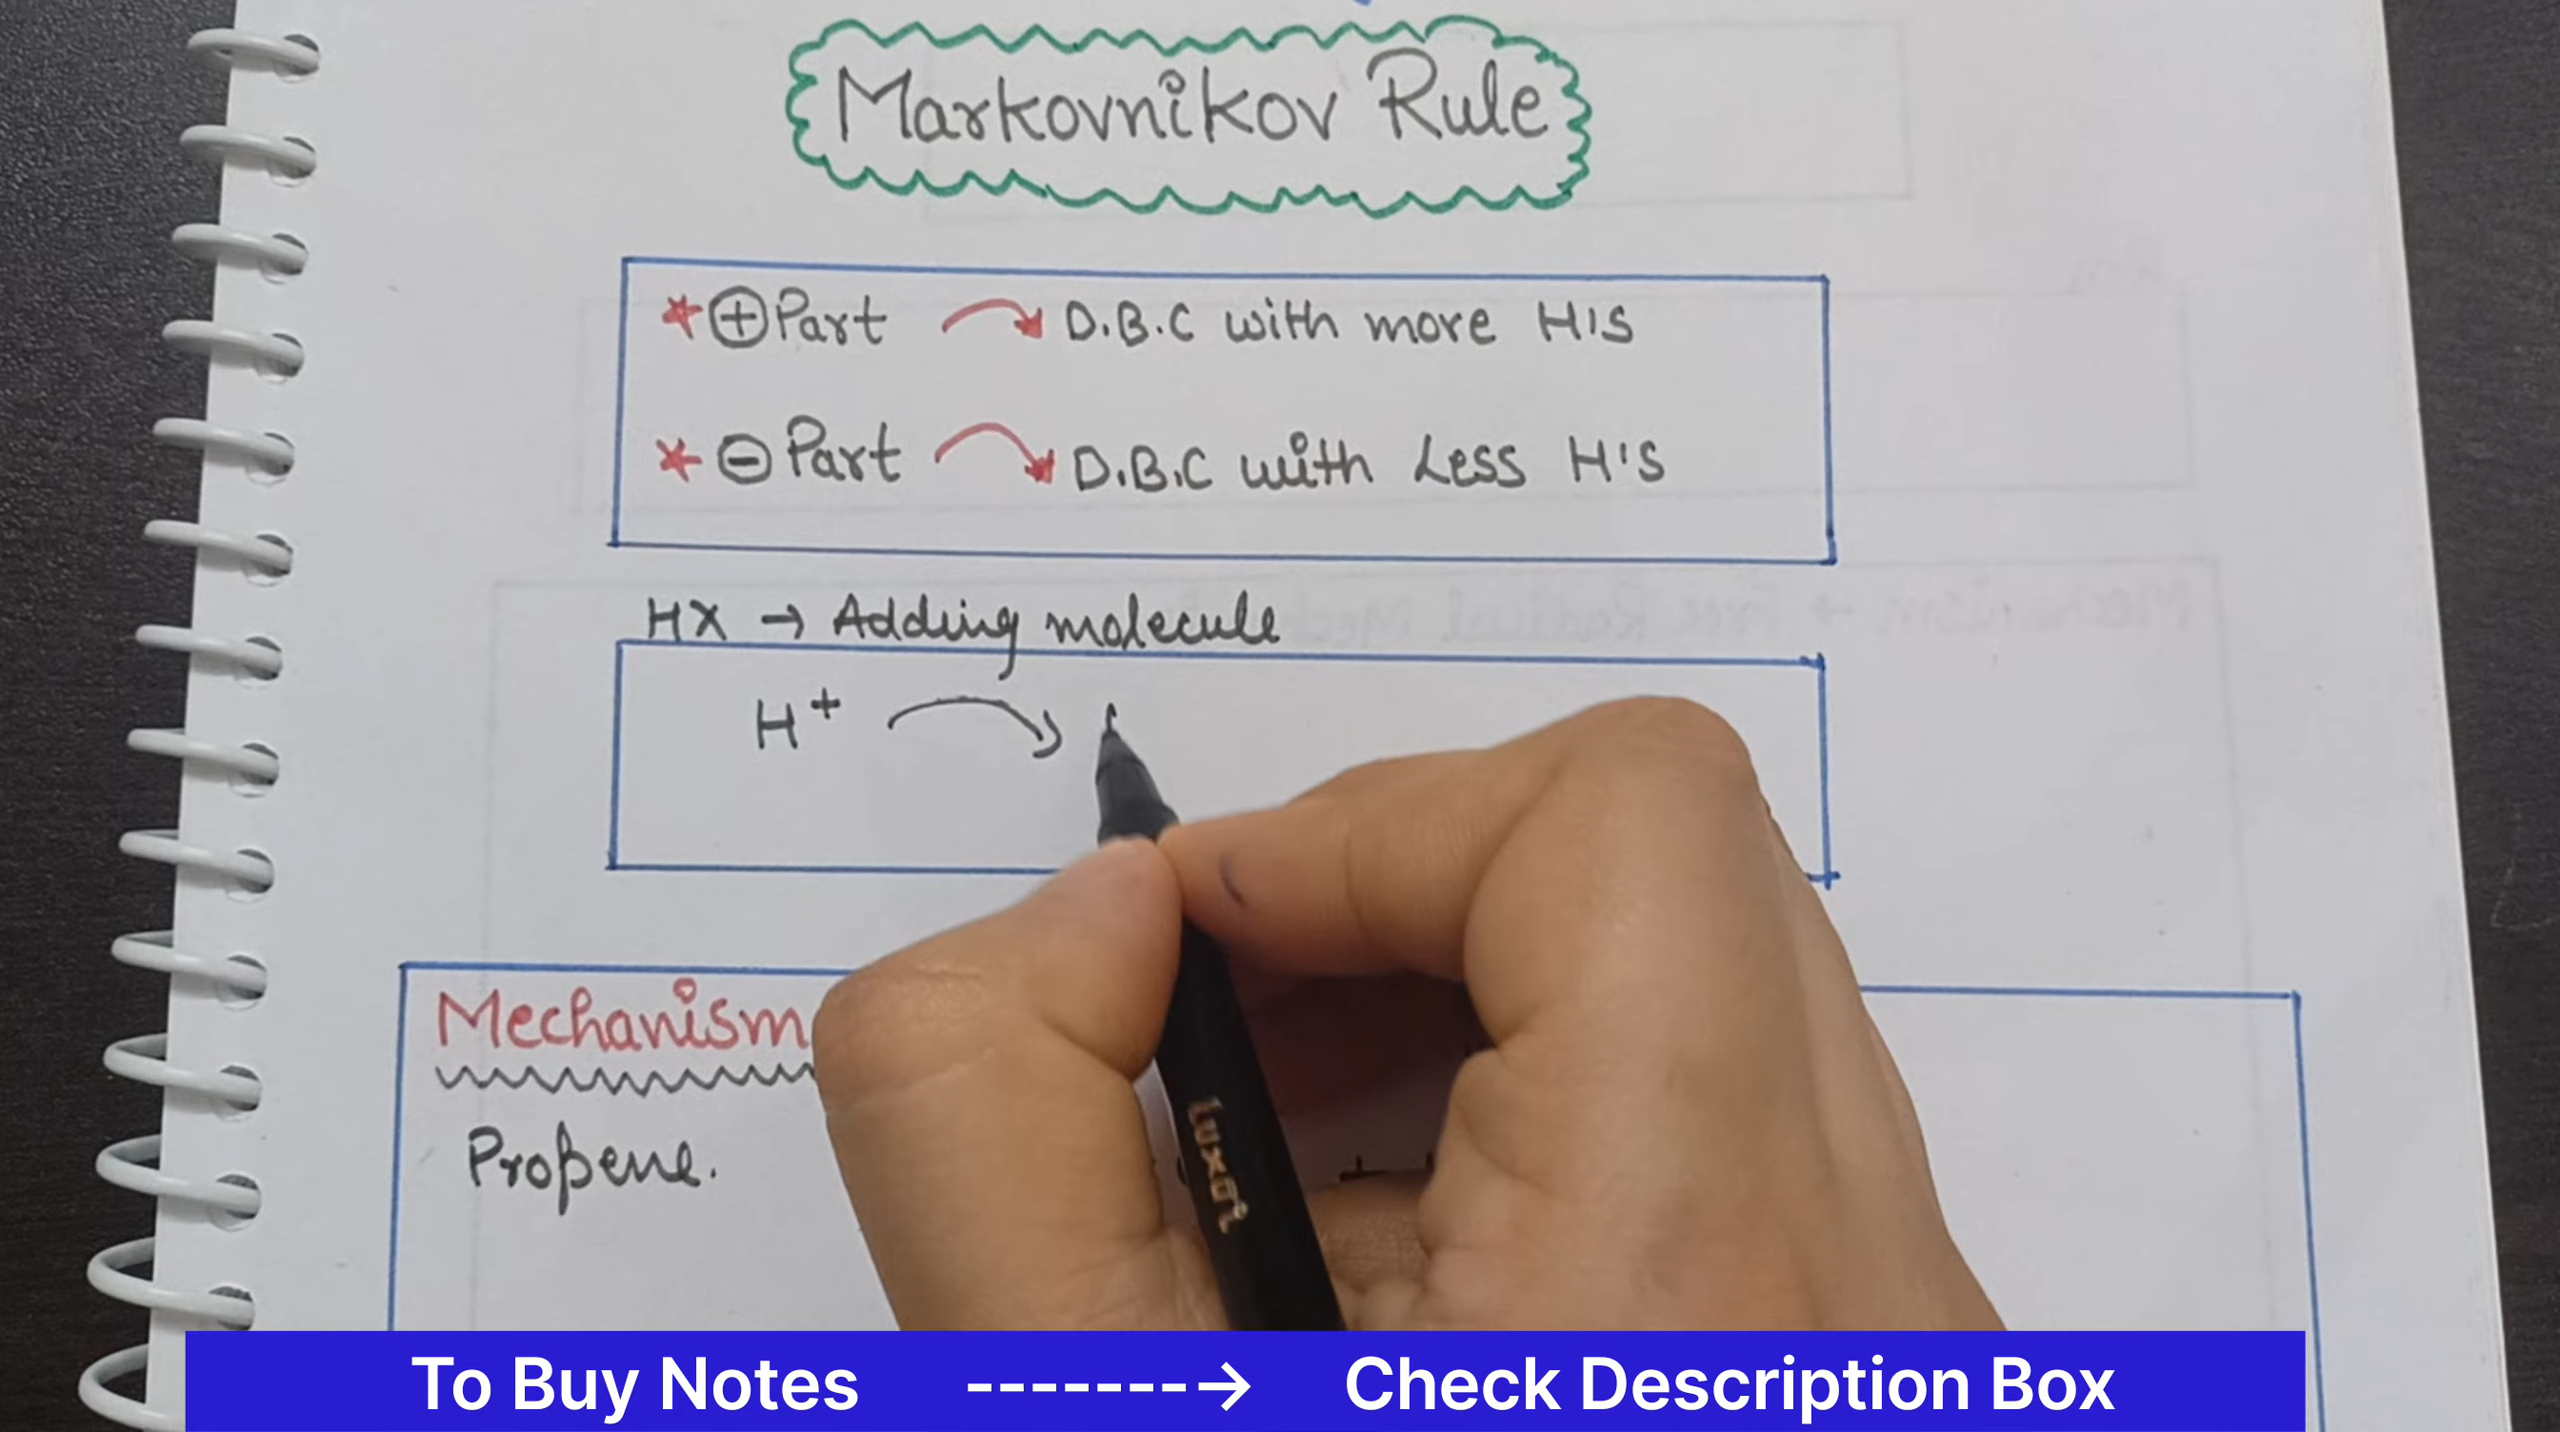 Markovnikov Rule
* ⊕ Part → D.B.C with more H's
* ⊖ Part → D.B.C with Less H's
HX → Adding molecule
H⁺ →
Mechanism
Propene.
Luxor
To Buy Notes -------→ Check Description Box